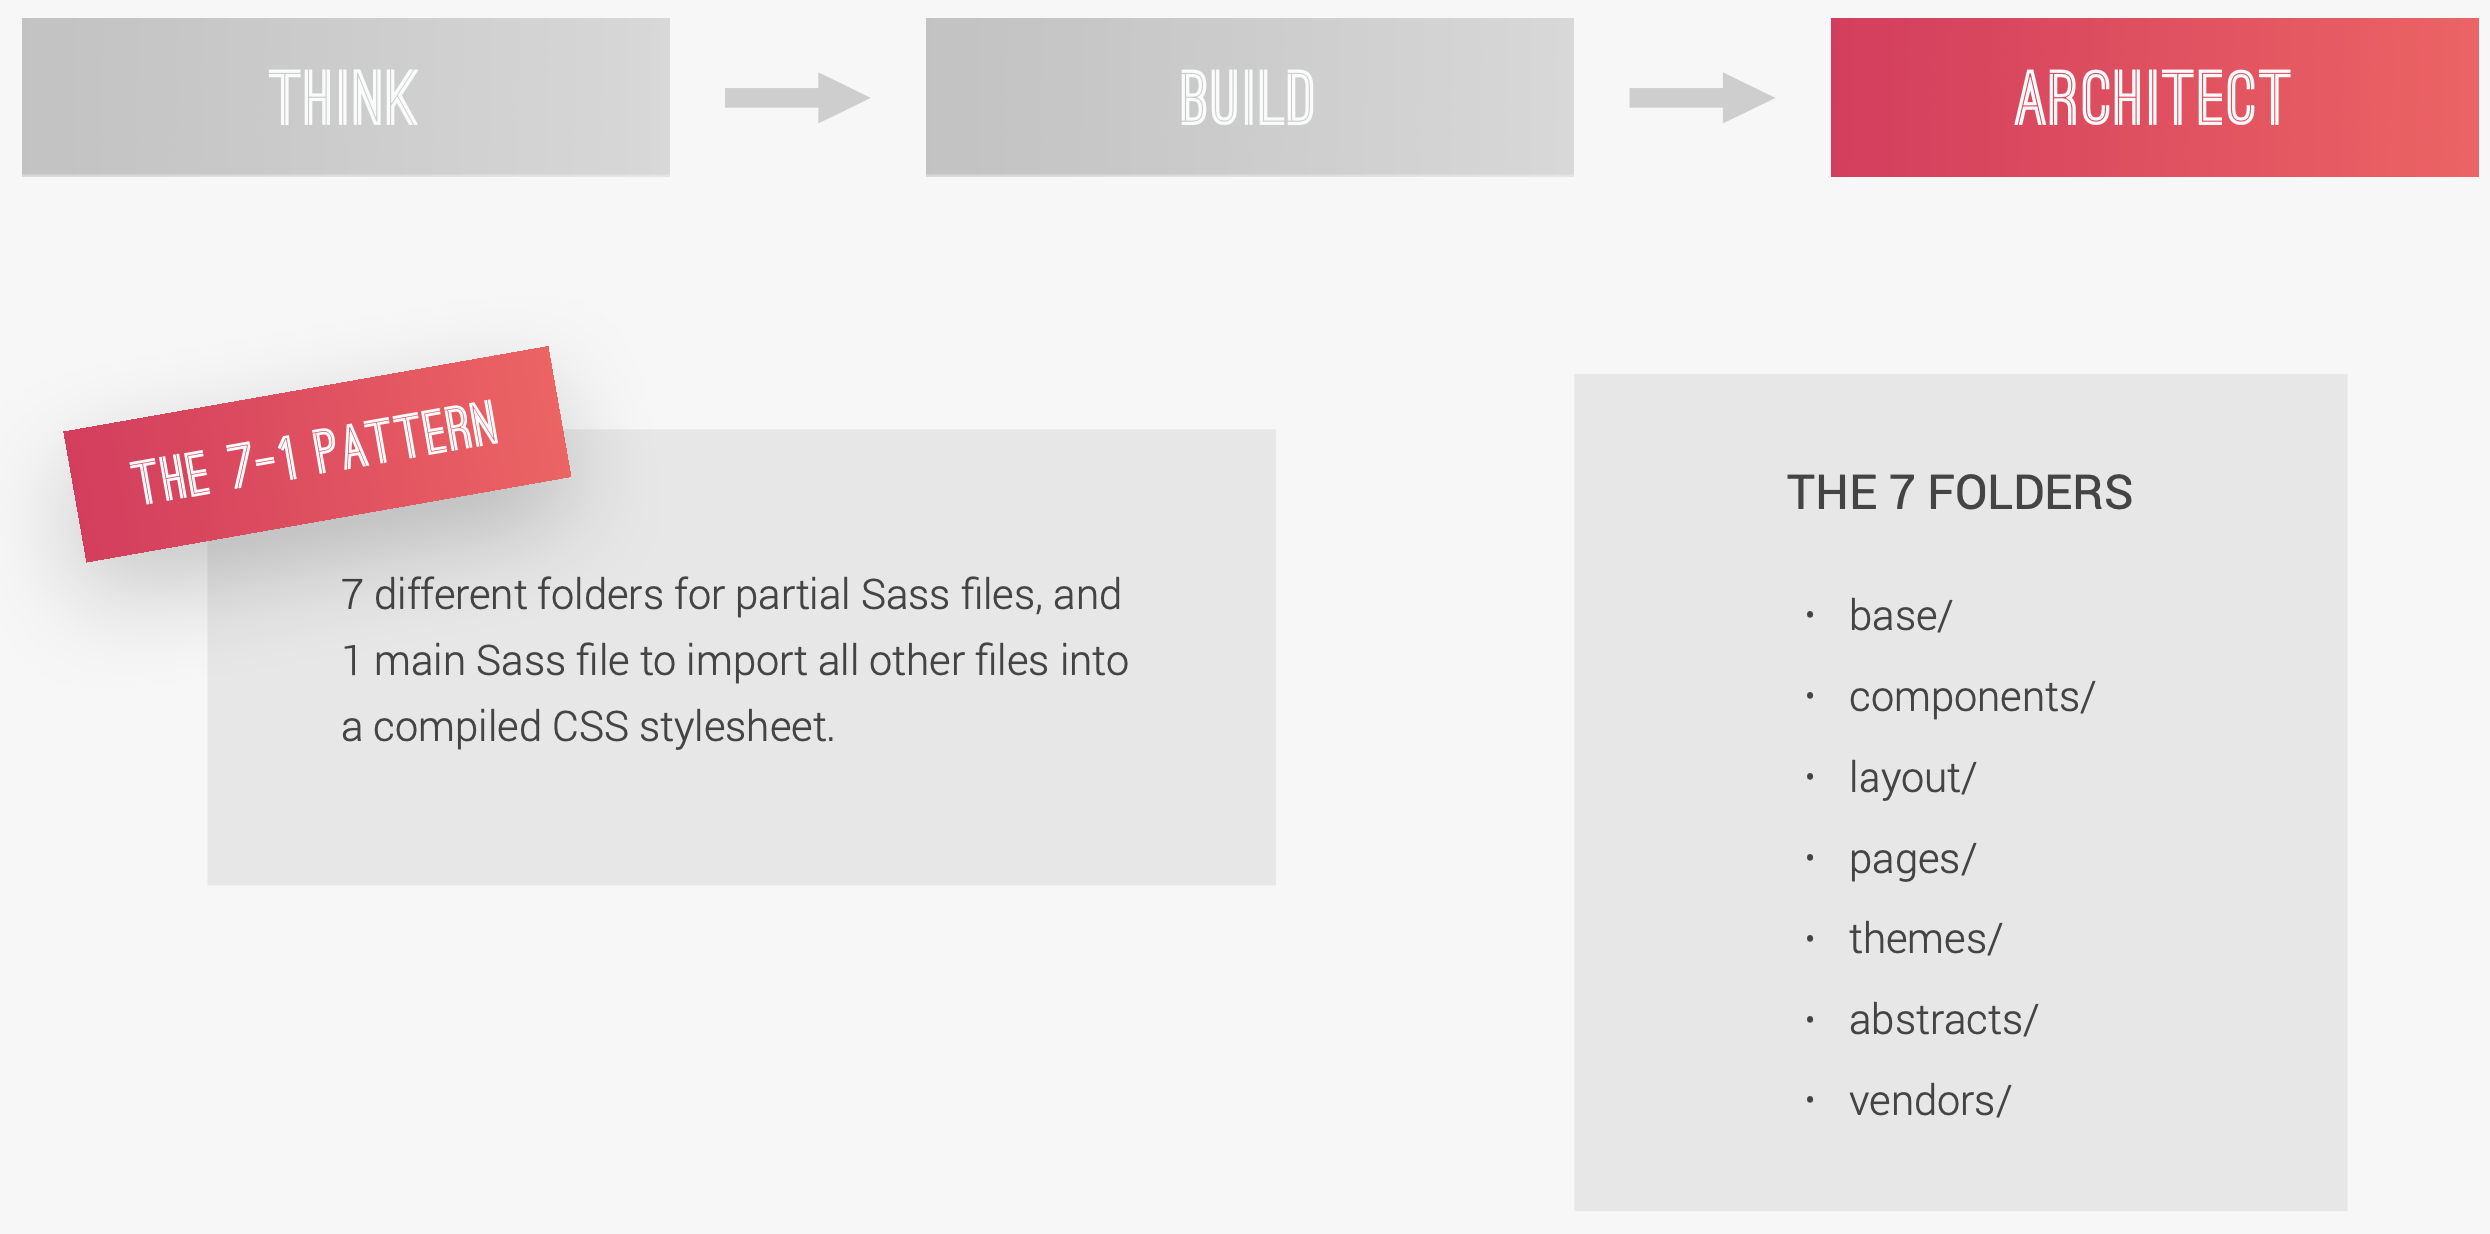 THINK
BUILD
ARCHITECT
THE 7-1 PATTERN
7 different folders for partial Sass files, and
1 main Sass file to import all other files into
a compiled CSS stylesheet.
THE 7 FOLDERS
• base/
• components/
• layout/
• pages/
• themes/
• abstracts/
• vendors/